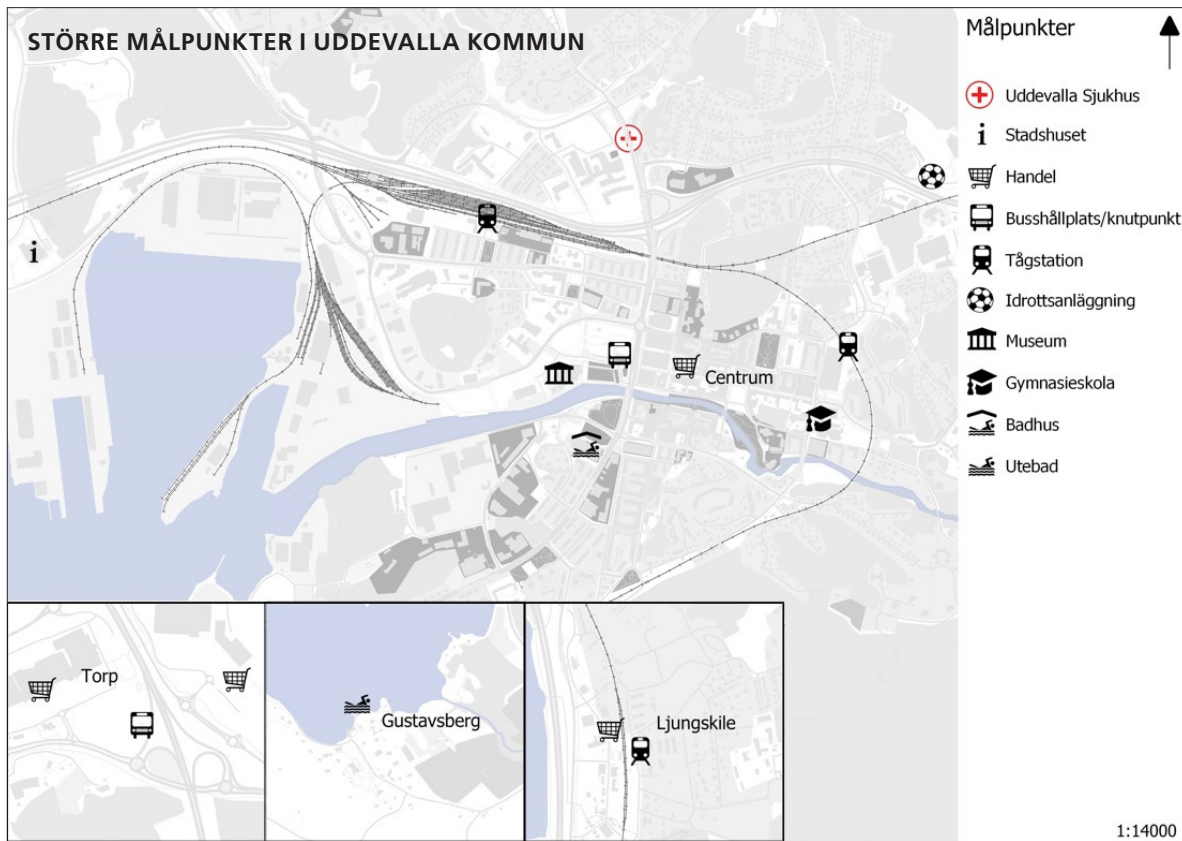 STÖRRE MÅLPUNKTER I UDDEVALLA KOMMUN
Målpunkter
Uddevalla Sjukhus
Stadshuset
Handel
Busshållplats/knutpunkt
Tågstation
Idrottsanläggning
Museum
Gymnasieskola
Badhus
Utebad
Centrum
Torp
Gustavsberg
Ljungskile
1:14000